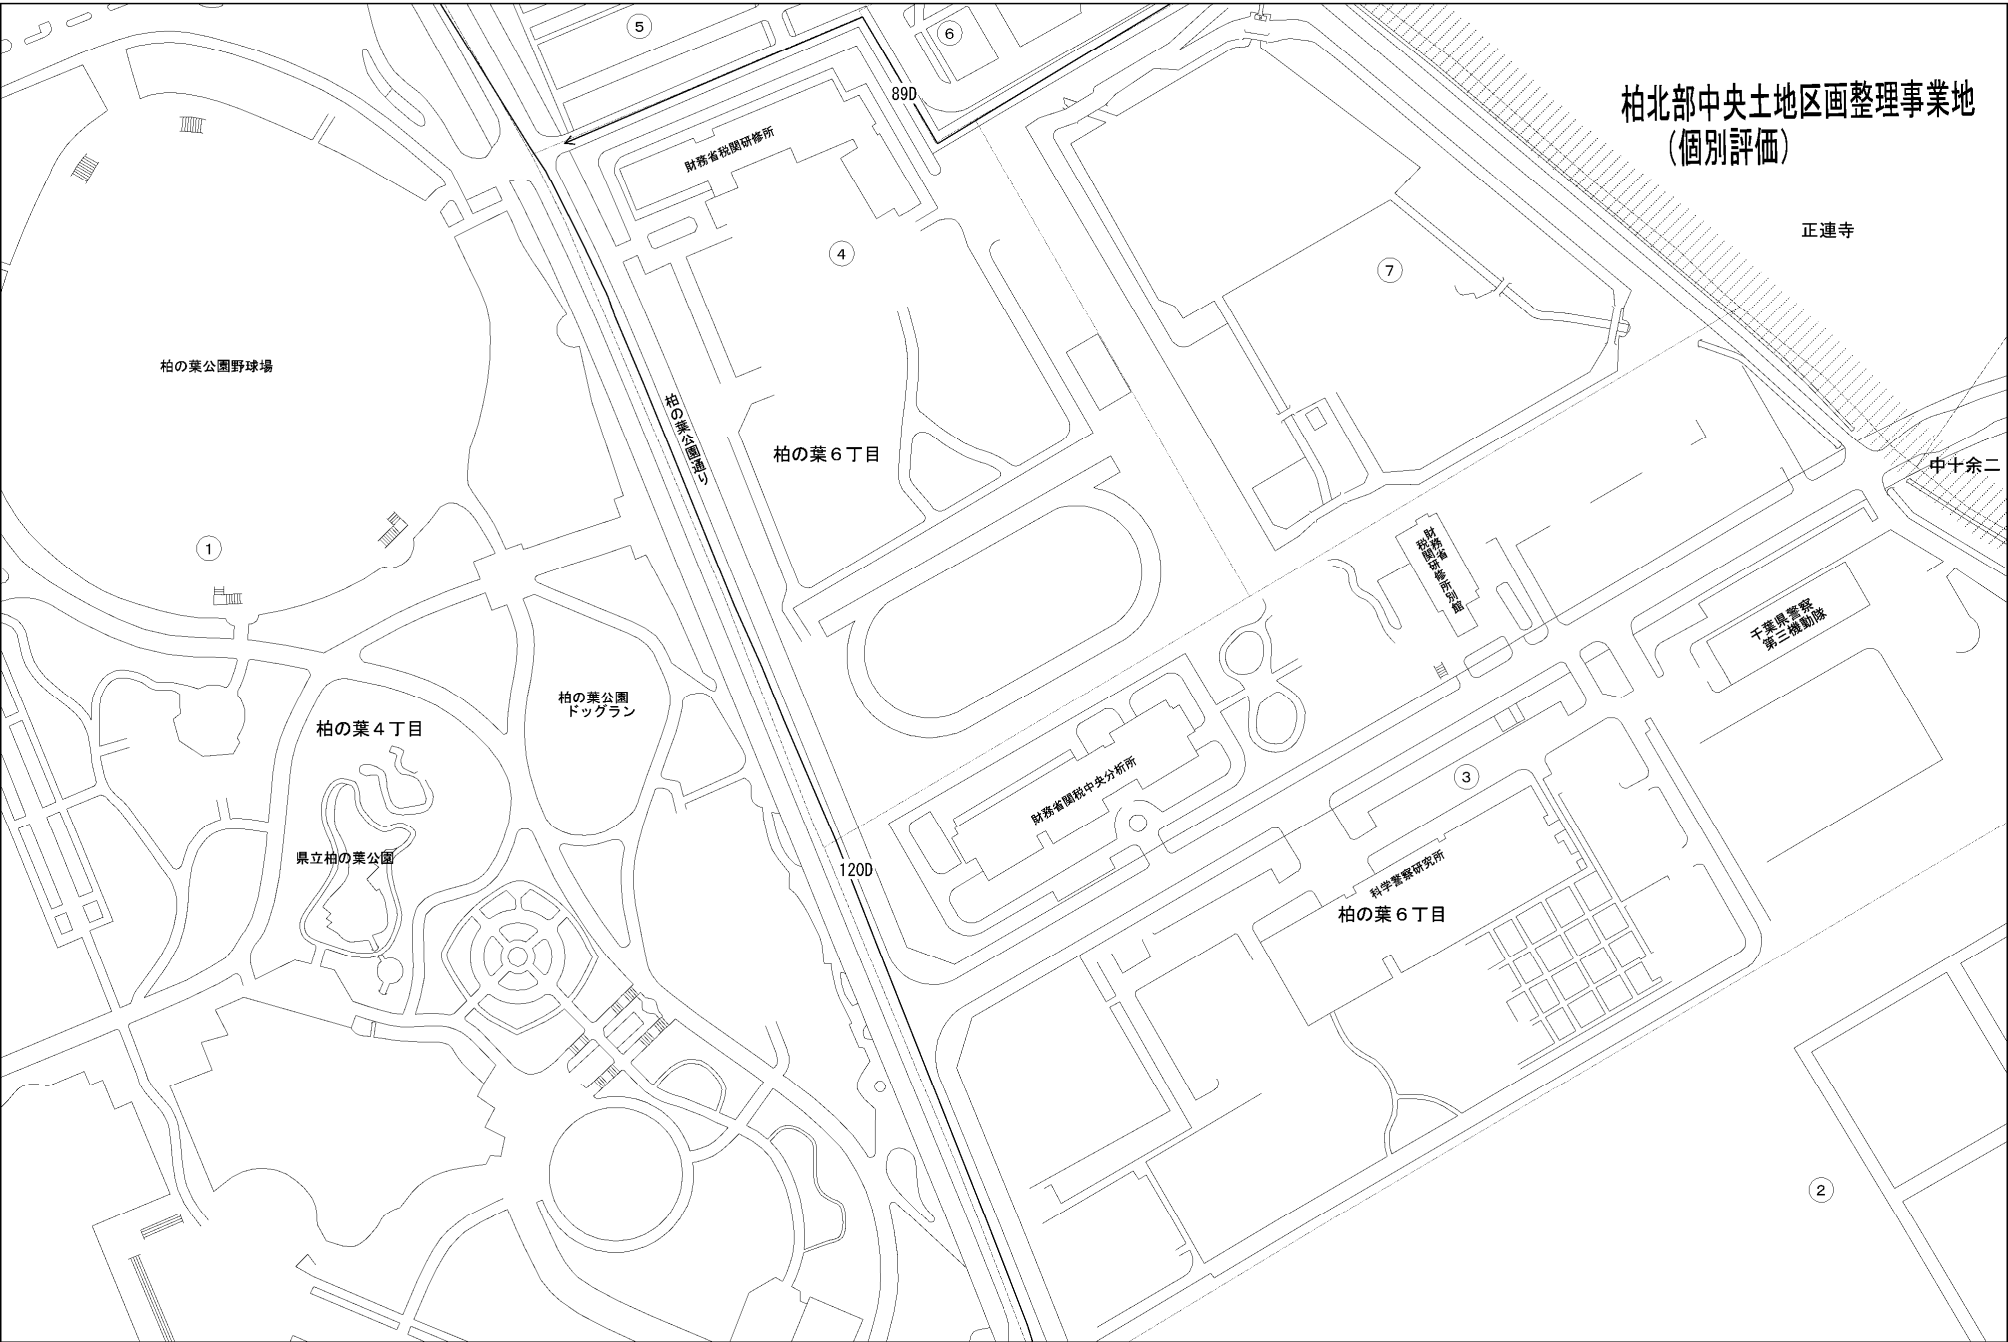 ⑤
⑥
89D
柏北部中央土地区画整理事業地
（個別評価）
財務省税関研修所
正連寺
④
⑦
柏の葉公園野球場
柏の葉公園通り
柏の葉６丁目
中十余二
①
財務省
税関研修所別館
千葉県警察
第三機動隊
柏の葉公園
ドッグラン
柏の葉４丁目
財務省関税中央分析所
③
県立柏の葉公園
120D
科学警察研究所
柏の葉６丁目
②